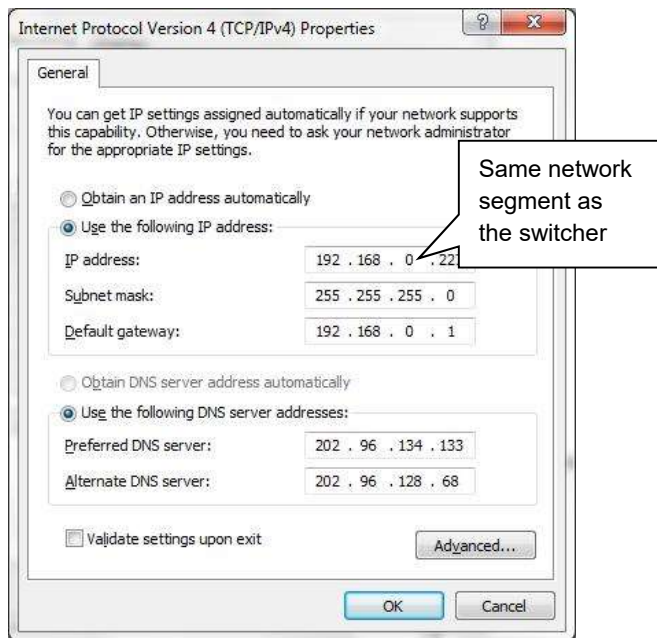 Internet Protocol Version 4 (TCP/IPv4) Properties
General
You can get IP settings assigned automatically if your network supports
this capability. Otherwise, you need to ask your network administrator
for the appropriate IP settings.
Obtain an IP address automatically
Use the following IP address:
IP address: 192 . 168 . 0 .
Same network
segment as
the switcher
Subnet mask: 255 . 255 . 255 . 0
Default gateway: 192 . 168 . 0 . 1
Obtain DNS server address automatically
Use the following DNS server addresses:
Preferred DNS server: 202 . 96 . 134 . 133
Alternate DNS server: 202 . 96 . 128 . 68
Validate settings upon exit
Advanced...
OK Cancel